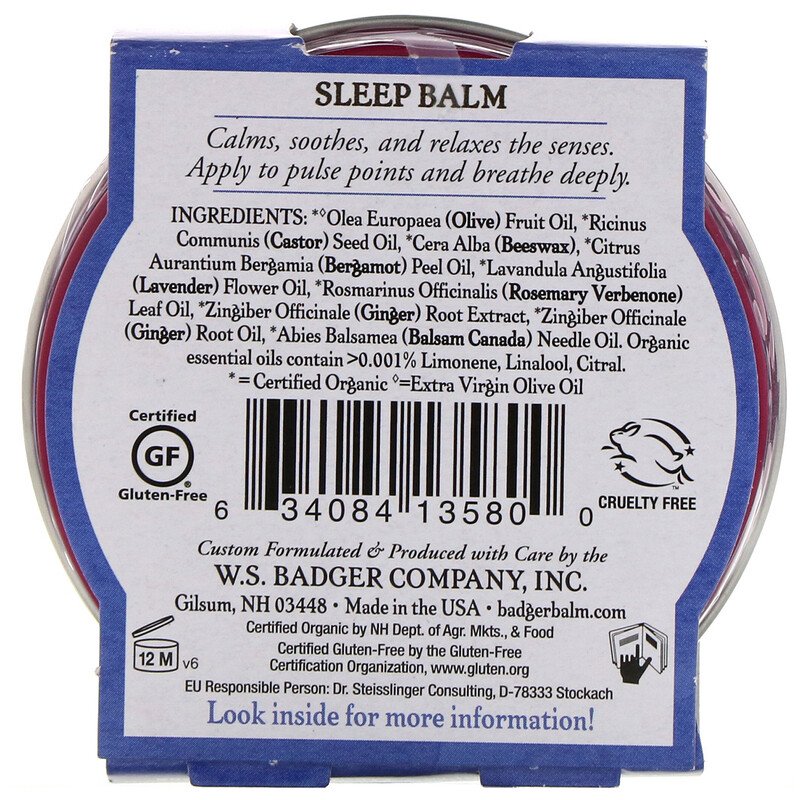 SLEEP BALM
Calms, soothes, and relaxes the senses.
Apply to pulse points and breathe deeply.
INGREDIENTS: *◊Olea Europaea (Olive) Fruit Oil, *Ricinus
Communis (Castor) Seed Oil, *Cera Alba (Beeswax), *Citrus
Aurantium Bergamia (Bergamot) Peel Oil, *Lavandula Angustifolia
(Lavender) Flower Oil, *Rosmarinus Officinalis (Rosemary Verbenone)
Leaf Oil, *Zingiber Officinale (Ginger) Root Extract, *Zingiber Officinale
(Ginger) Root Oil, *Abies Balsamea (Balsam Canada) Needle Oil. Organic
essential oils contain >0.001% Limonene, Linalool, Citral.
* = Certified Organic ◊=Extra Virgin Olive Oil
Certified
GF
Gluten-Free
6 34084 13580 0
CRUELTY FREE
™
Custom Formulated & Produced with Care by the
W.S. BADGER COMPANY, INC.
Gilsum, NH 03448 • Made in the USA • badgerbalm.com
Certified Organic by NH Dept. of Agr. Mkts., & Food
Certified Gluten-Free by the Gluten-Free
Certification Organization, www.gluten.org
12 M v6
EU Responsible Person: Dr. Steisslinger Consulting, D-78333 Stockach
Look inside for more information!